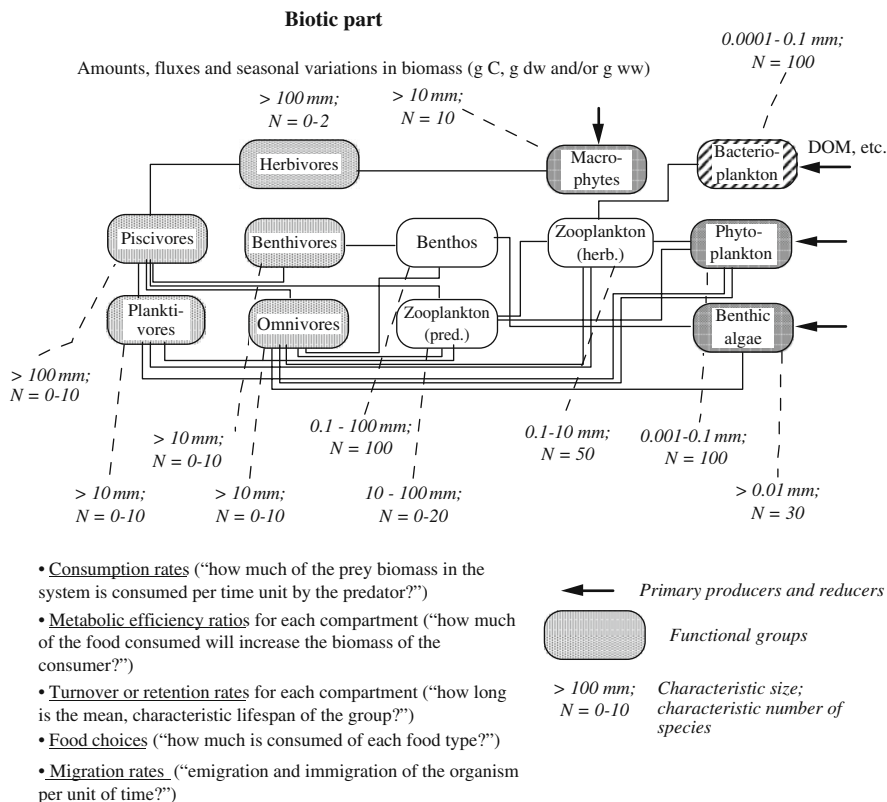 Biotic part
Amounts, fluxes and seasonal variations in biomass (g C, g dw and/or g ww)
0.0001- 0.1 mm;
N = 100
> 100 mm;
N = 0-2
> 10 mm;
N = 10
Herbivores
Macro-
phytes
Bacterio-
plankton
DOM, etc.
Piscivores
Benthivores
Benthos
Zooplankton
(herb.)
Phyto-
plankton
Plankti-
vores
Omnivores
Zooplankton
(pred.)
Benthic
algae
> 100 mm;
N = 0-10
> 10 mm;
N = 0-10
0.1 - 100 mm;
N = 100
0.1-10 mm;
N = 50
0.001-0.1 mm;
N = 100
> 10 mm;
N = 0-10
> 10 mm;
N = 0-10
10 - 100 mm;
N = 0-20
> 0.01 mm;
N = 30
• Consumption rates (“how much of the prey biomass in the
system is consumed per time unit by the predator?”)
• Metabolic efficiency ratios for each compartment (“how much
of the food consumed will increase the biomass of the
consumer?”)
• Turnover or retention rates for each compartment (“how long
is the mean, characteristic lifespan of the group?”)
• Food choices (“how much is consumed of each food type?”)
• Migration rates (“emigration and immigration of the organism
per unit of time?”)
Primary producers and reducers
Functional groups
> 100 mm;
N = 0-10
Characteristic size;
characteristic number of
species